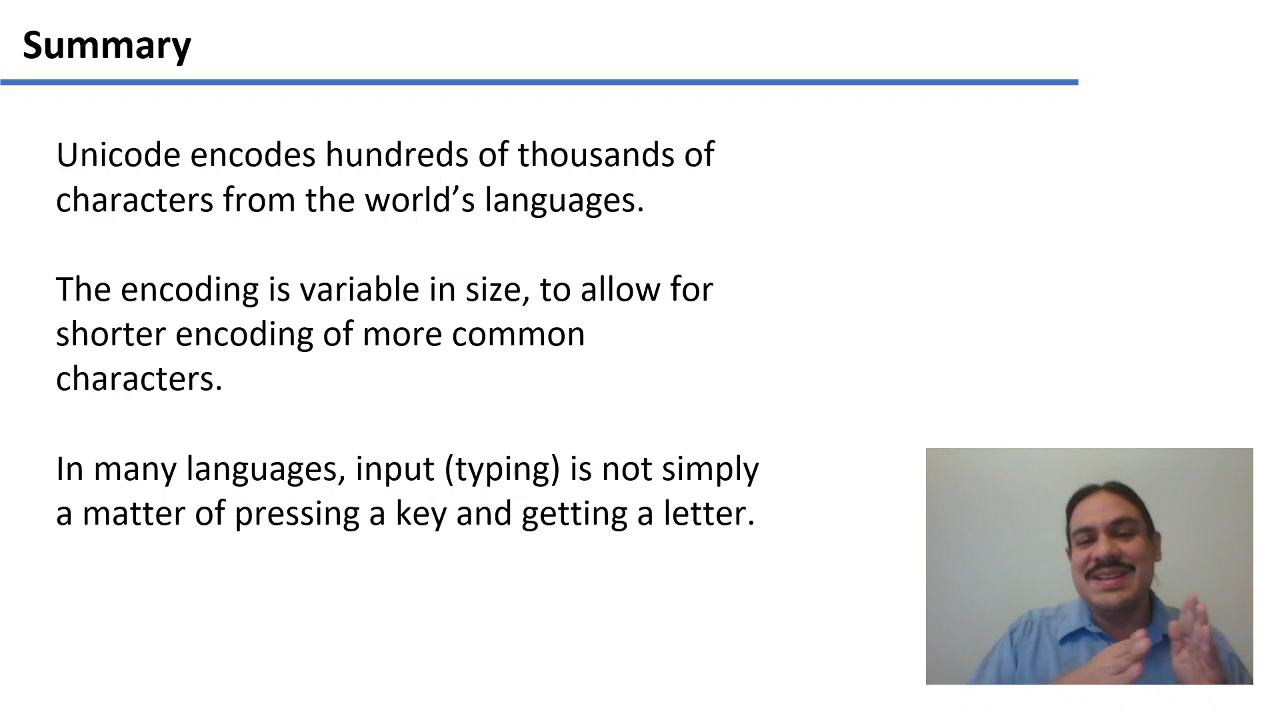 Summary
Unicode encodes hundreds of thousands of
characters from the world’s languages.
The encoding is variable in size, to allow for
shorter encoding of more common
characters.
In many languages, input (typing) is not simply
a matter of pressing a key and getting a letter.